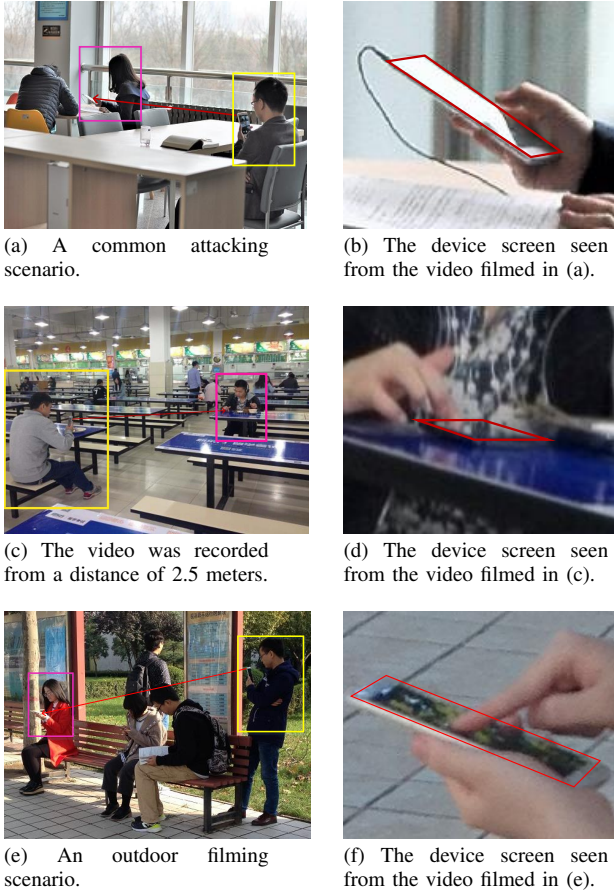 (a) A common attacking
scenario.
(b) The device screen seen
from the video filmed in (a).
(c) The video was recorded
from a distance of 2.5 meters.
(d) The device screen seen
from the video filmed in (c).
(e) An outdoor filming
scenario.
(f) The device screen seen
from the video filmed in (e).